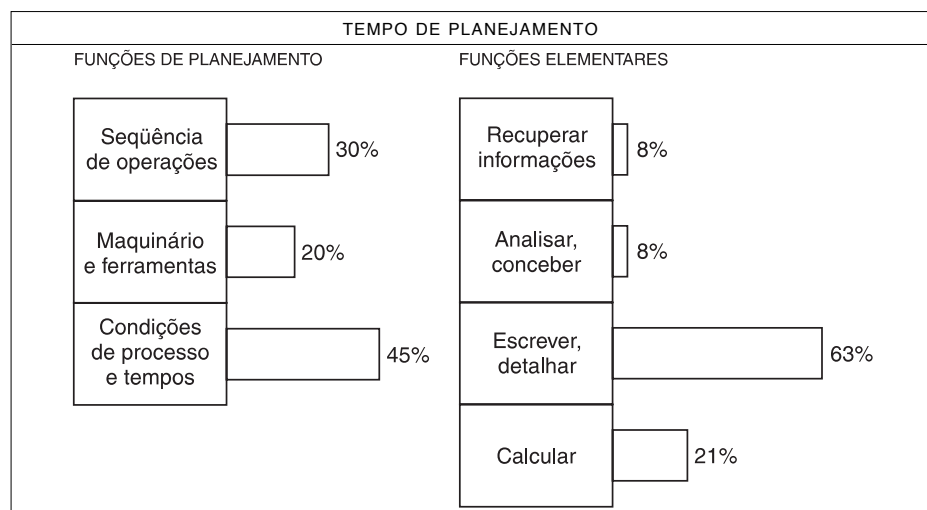 TEMPO DE PLANEJAMENTO
FUNÇÕES DE PLANEJAMENTO
Seqüência
de operações
30%
Maquinário
e ferramentas
20%
Condições
de processo
e tempos
45%
FUNÇÕES ELEMENTARES
Recuperar
informações
8%
Analisar,
conceber
8%
Escrever,
detalhar
63%
Calcular
21%